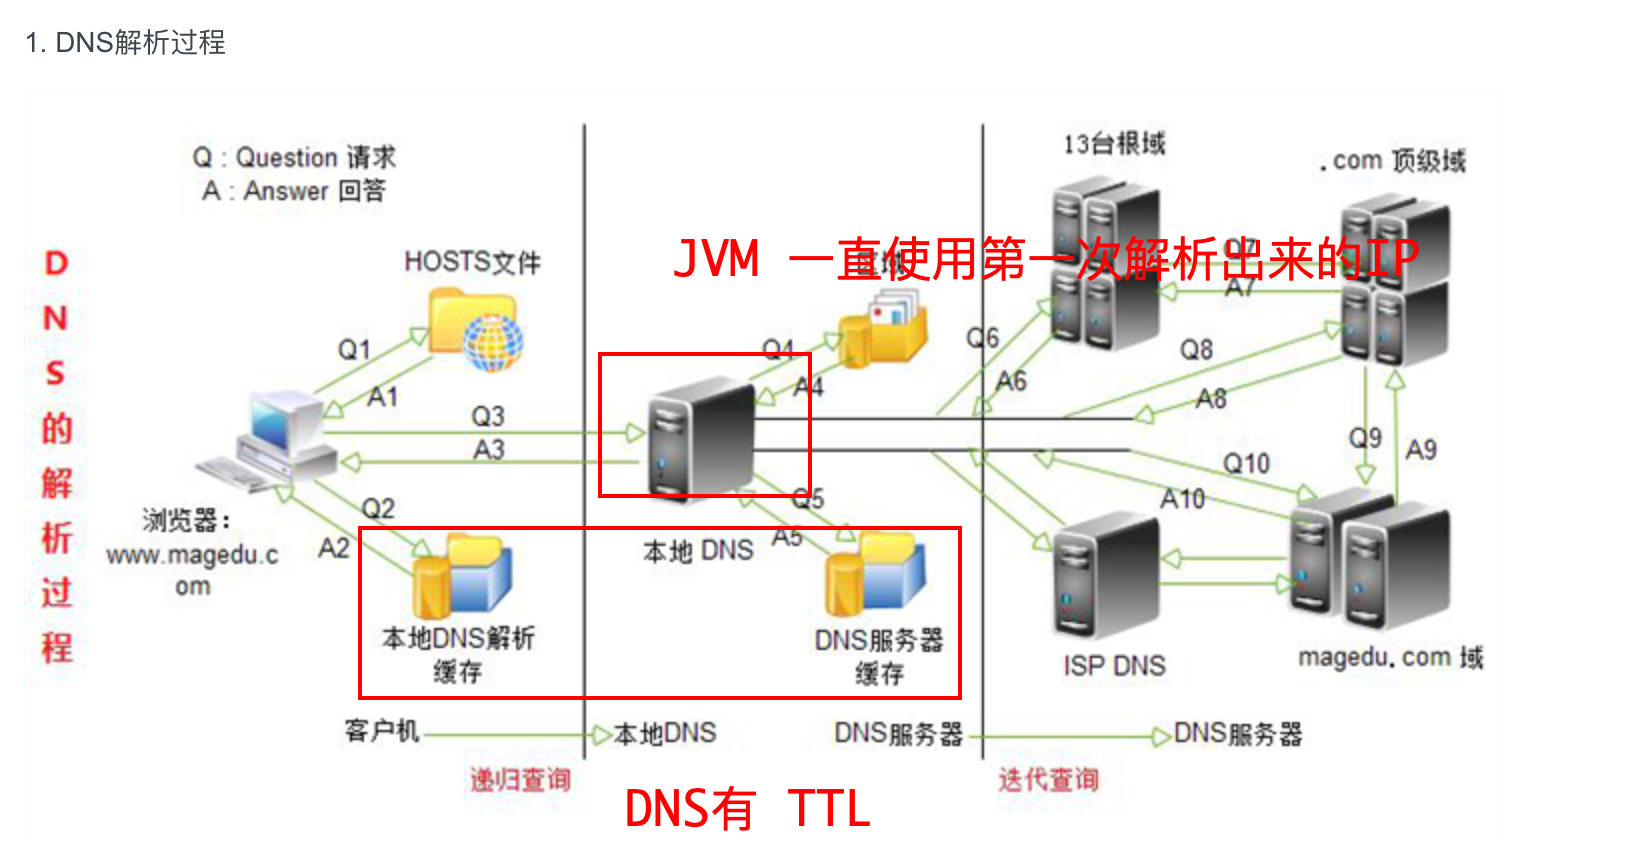 1. DNS解析过程
Q : Question 请求
A : Answer 回答
DNS的解析过程
HOSTS文件
Q1
A1
Q3
A3
Q2
A2
浏览器：
www.magedu.c
om
本地DNS解析
缓存
JVM 一直使用第一次解析出来的IP
区域
Q4
A4
Q5
A5
本地 DNS
DNS服务器
缓存
13台根域
.com 顶级域
Q7
A7
Q6
A6
Q8
A8
Q9
A9
Q10
A10
ISP DNS
magedu.com 域
客户机
本地DNS
DNS服务器
DNS服务器
递归查询
迭代查询
DNS有 TTL